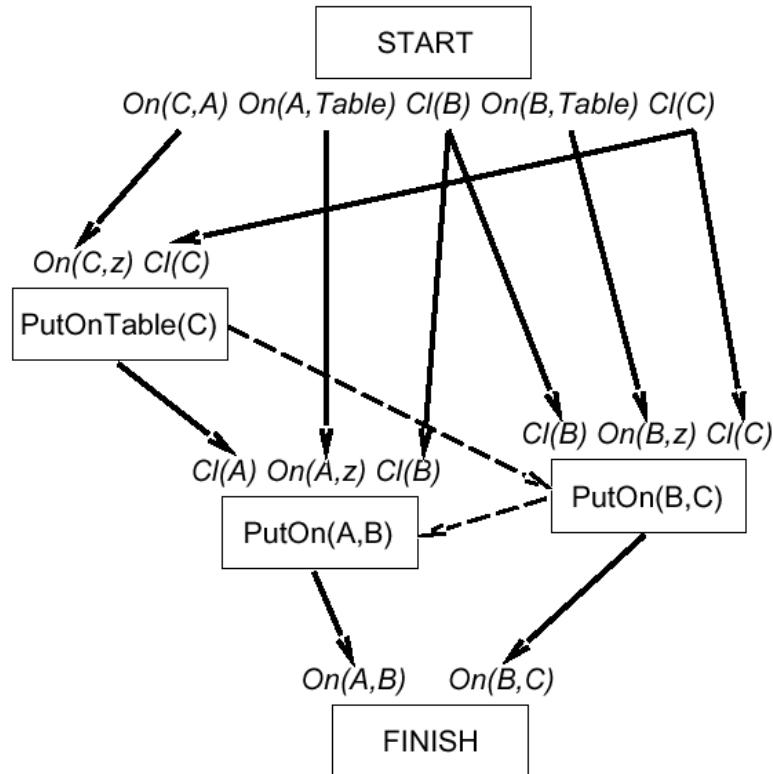 START
On(C,A) On(A,Table) Cl(B) On(B,Table) Cl(C)
On(C,z) Cl(C)
PutOnTable(C)
Cl(B) On(B,z) Cl(C)
Cl(A) On(A,z) Cl(B)
PutOn(B,C)
PutOn(A,B)
On(A,B) On(B,C)
FINISH